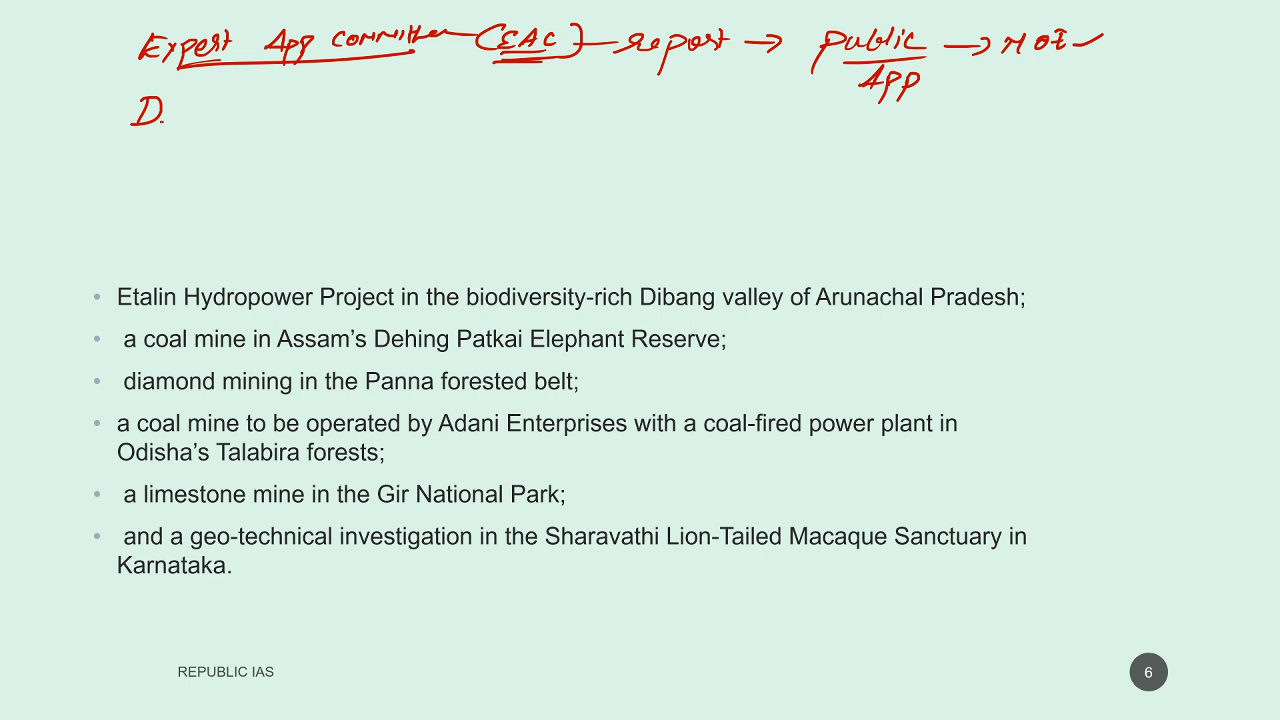 Expert App Committee (EAC) — report → Public → MOE ✓
App
D.
• Etalin Hydropower Project in the biodiversity-rich Dibang valley of Arunachal Pradesh;
• a coal mine in Assam’s Dehing Patkai Elephant Reserve;
• diamond mining in the Panna forested belt;
• a coal mine to be operated by Adani Enterprises with a coal-fired power plant in
Odisha’s Talabira forests;
• a limestone mine in the Gir National Park;
• and a geo-technical investigation in the Sharavathi Lion-Tailed Macaque Sanctuary in
Karnataka.
REPUBLIC IAS
6